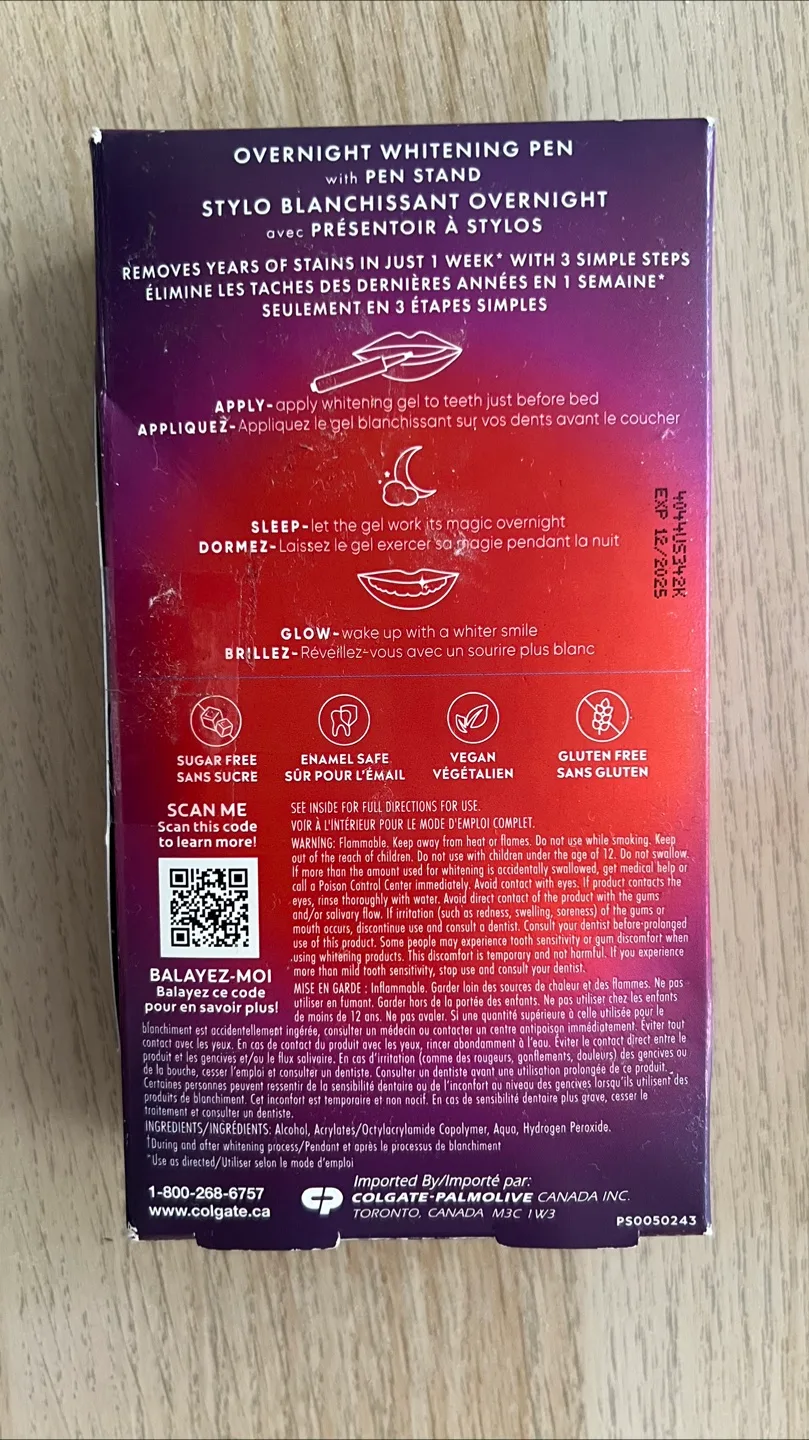 OVERNIGHT WHITENING PEN
with PEN STAND
STYLO BLANCHISSANT OVERNIGHT
avec PRÉSENTOIR À STYLOS
REMOVES YEARS OF STAINS IN JUST 1 WEEK* WITH 3 SIMPLE STEPS
ÉLIMINE LES TACHES DES DERNIÈRES ANNÉES EN 1 SEMAINE*
SEULEMENT EN 3 ÉTAPES SIMPLES
APPLY-apply whitening gel to teeth just before bed
APPLIQUEZ-Appliquez le gel blanchissant sur vos dents avant le coucher
SLEEP-let the gel work its magic overnight
DORMEZ-Laissez le gel exercer sa magie pendant la nuit
4044US342K
EXP 12/2025
GLOW-wake up with a whiter smile
BRILLEZ-Réveillez-vous avec un sourire plus blanc
SUGAR FREE
SANS SUCRE
ENAMEL SAFE
SÛR POUR L'ÉMAIL
VEGAN
VÉGÉTALIEN
GLUTEN FREE
SANS GLUTEN
SCAN ME
Scan this code
to learn more!
BALAYEZ-MOI
Balayez ce code
pour en savoir plus!
SEE INSIDE FOR FULL DIRECTIONS FOR USE.
VOIR À L'INTÉRIEUR POUR LE MODE D'EMPLOI COMPLET.
WARNING: Flammable. Keep away from heat or flames. Do not use while smoking. Keep
out of the reach of children. Do not use with children under the age of 12. Do not swallow.
If more than the amount used for whitening is accidentally swallowed, get medical help or
call a Poison Control Center immediately. Avoid contact with eyes. If product contacts the
eyes, rinse thoroughly with water. Avoid direct contact of the product with the gums
and/or salivary flow. If irritation (such as redness, swelling, soreness) of the gums or
mouth occurs, discontinue use and consult a dentist. Consult your dentist before prolonged
use of this product. Some people may experience tooth sensitivity or gum discomfort when
using whitening products. This discomfort is temporary and not harmful. If you experience
more than mild tooth sensitivity, stop use and consult your dentist.
MISE EN GARDE : Inflammable. Garder loin des sources de chaleur et des flammes. Ne pas
utiliser en fumant. Garder hors de la portée des enfants. Ne pas utiliser chez les enfants
de moins de 12 ans. Ne pas avaler. Si une quantité supérieure à celle utilisée pour le
blanchiment est accidentellement ingérée, consulter un médecin ou contacter un centre antipoison immédiatement. Éviter tout
contact avec les yeux. En cas de contact du produit avec les yeux, rincer abondamment à l'eau. Éviter le contact direct entre le
produit et les gencives et/ou le flux salivaire. En cas d'irritation (comme des rougeurs, gonflements, douleurs) des gencives ou
de la bouche, cesser l'emploi et consulter un dentiste. Consulter un dentiste avant une utilisation prolongée de ce produit.
Certaines personnes peuvent ressentir de la sensibilité dentaire ou de l'inconfort au niveau des gencives lorsqu'ils utilisent des
produits de blanchiment. Cet inconfort est temporaire et non nocif. En cas de sensibilité dentaire plus grave, cesser le
traitement et consulter un dentiste.
INGREDIENTS/INGRÉDIENTS: Alcohol, Acrylates/Octylacrylamide Copolymer, Aqua, Hydrogen Peroxide.
†During and after whitening process/Pendant et après le processus de blanchiment
*Use as directed/Utiliser selon le mode d'emploi
1-800-268-6757
www.colgate.ca
CP
Imported By/Importé par:
COLGATE-PALMOLIVE CANADA INC.
TORONTO, CANADA M3C 1W3
PS0050243